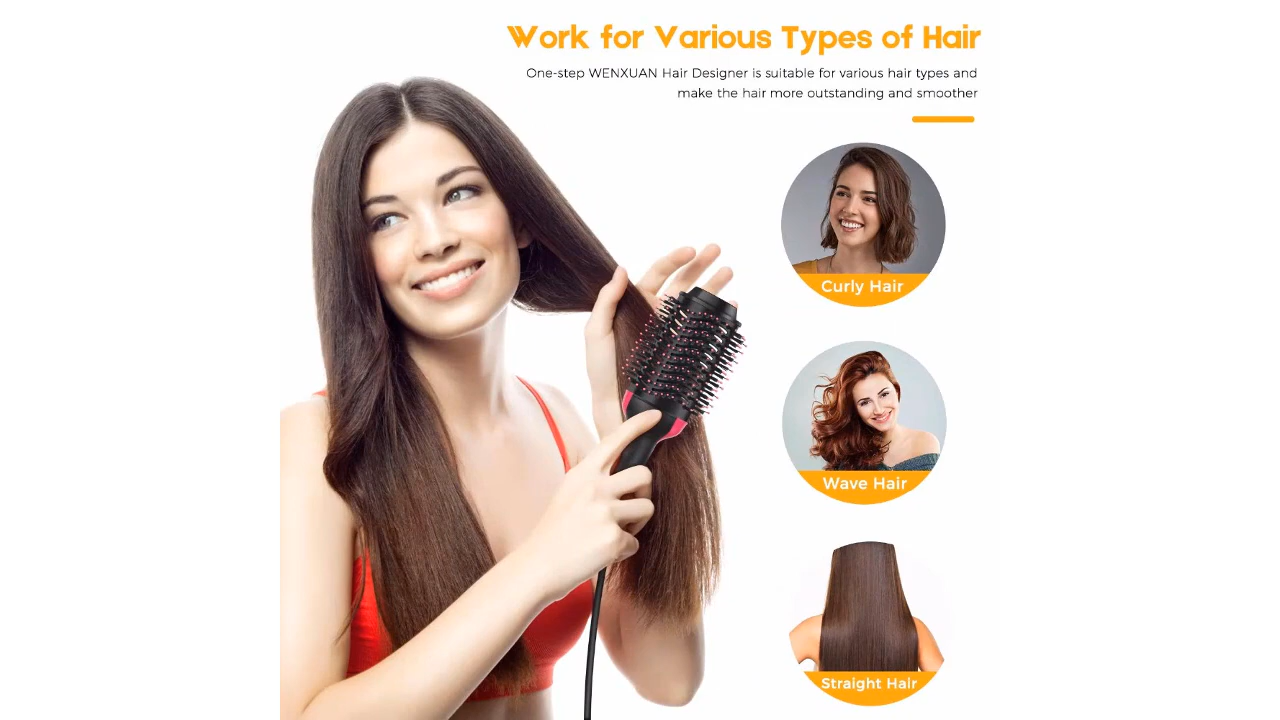 Work for Various Types of Hair
One-step WENXUAN Hair Designer is suitable for various hair types and
make the hair more outstanding and smoother
Curly Hair
Wave Hair
Straight Hair